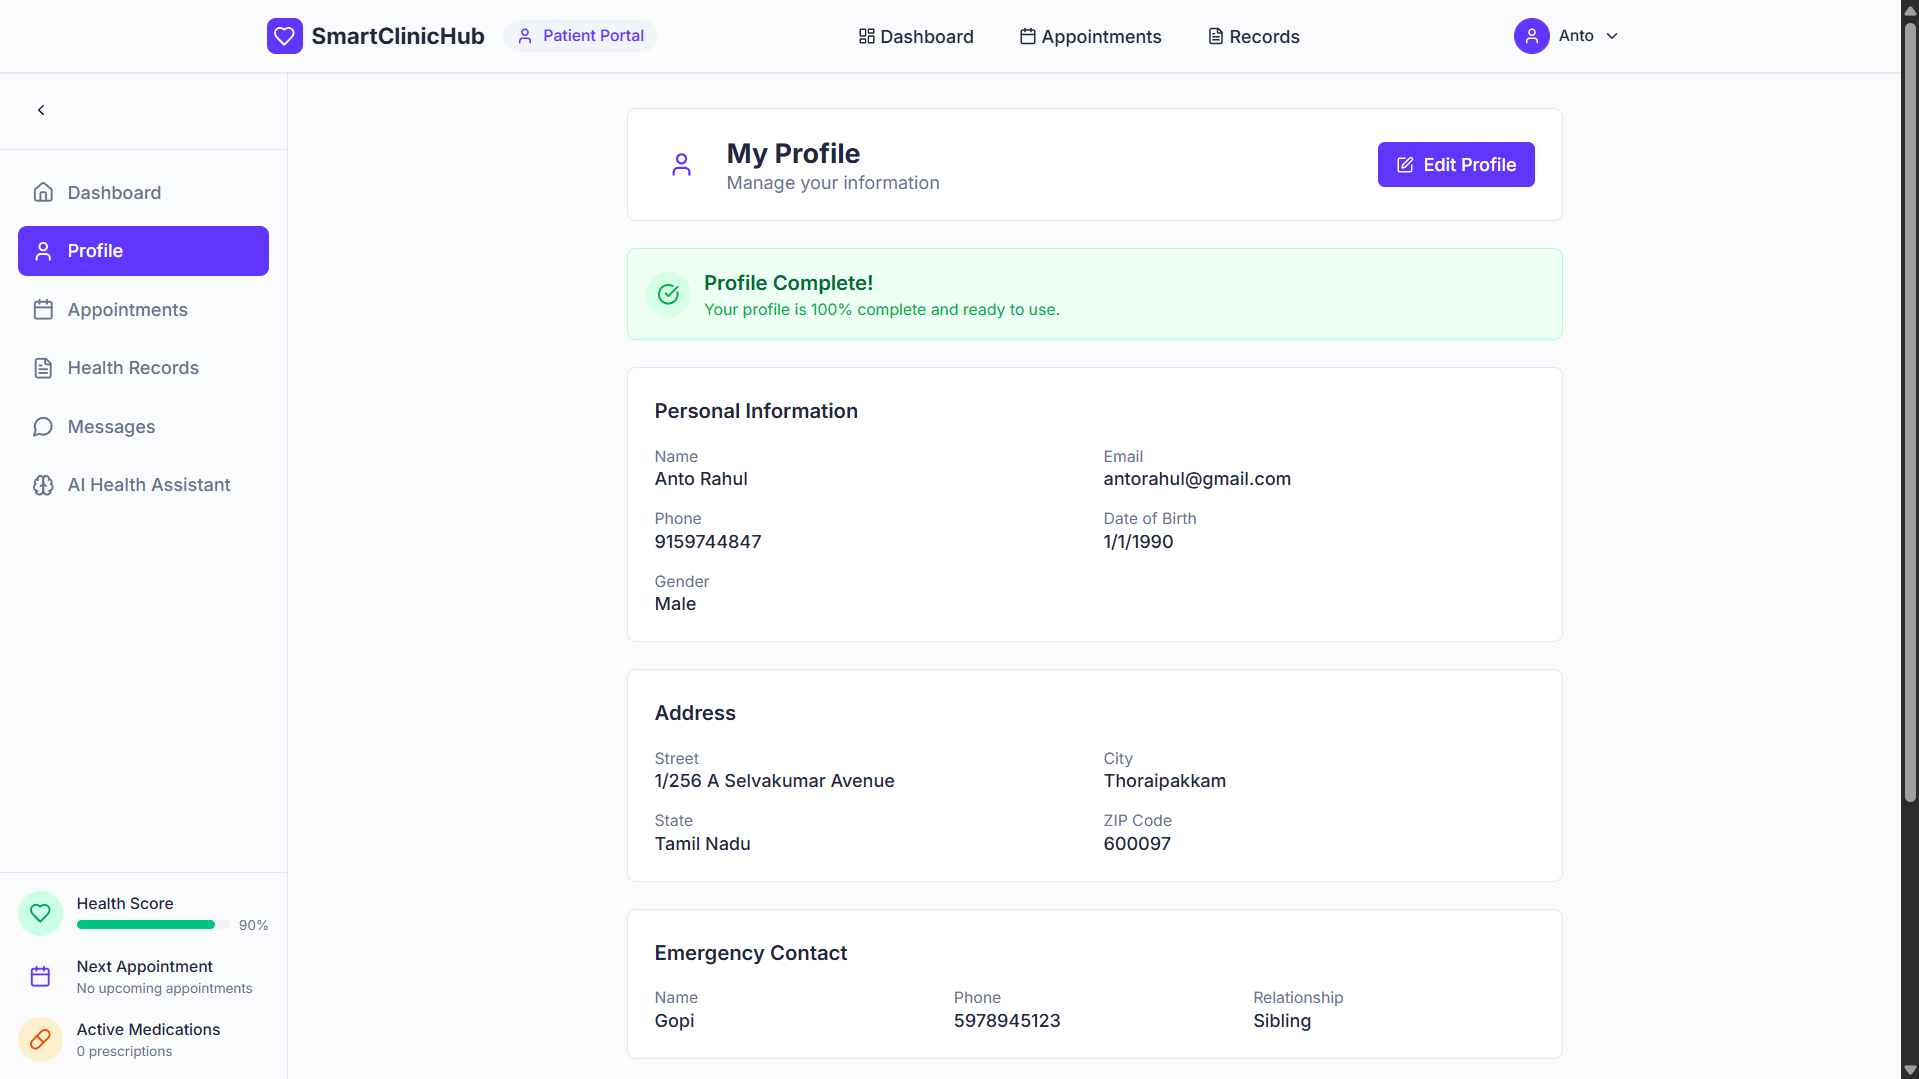 SmartClinicHub
Patient Portal
Dashboard
Appointments
Records
Anto
Dashboard
Profile
Appointments
Health Records
Messages
AI Health Assistant
Health Score
90%
Next Appointment
No upcoming appointments
Active Medications
0 prescriptions
My Profile
Manage your information
Edit Profile
Profile Complete!
Your profile is 100% complete and ready to use.
Personal Information
Name
Anto Rahul
Email
antorahul@gmail.com
Phone
9159744847
Date of Birth
1/1/1990
Gender
Male
Address
Street
1/256 A Selvakumar Avenue
City
Thoraipakkam
State
Tamil Nadu
ZIP Code
600097
Emergency Contact
Name
Gopi
Phone
5978945123
Relationship
Sibling